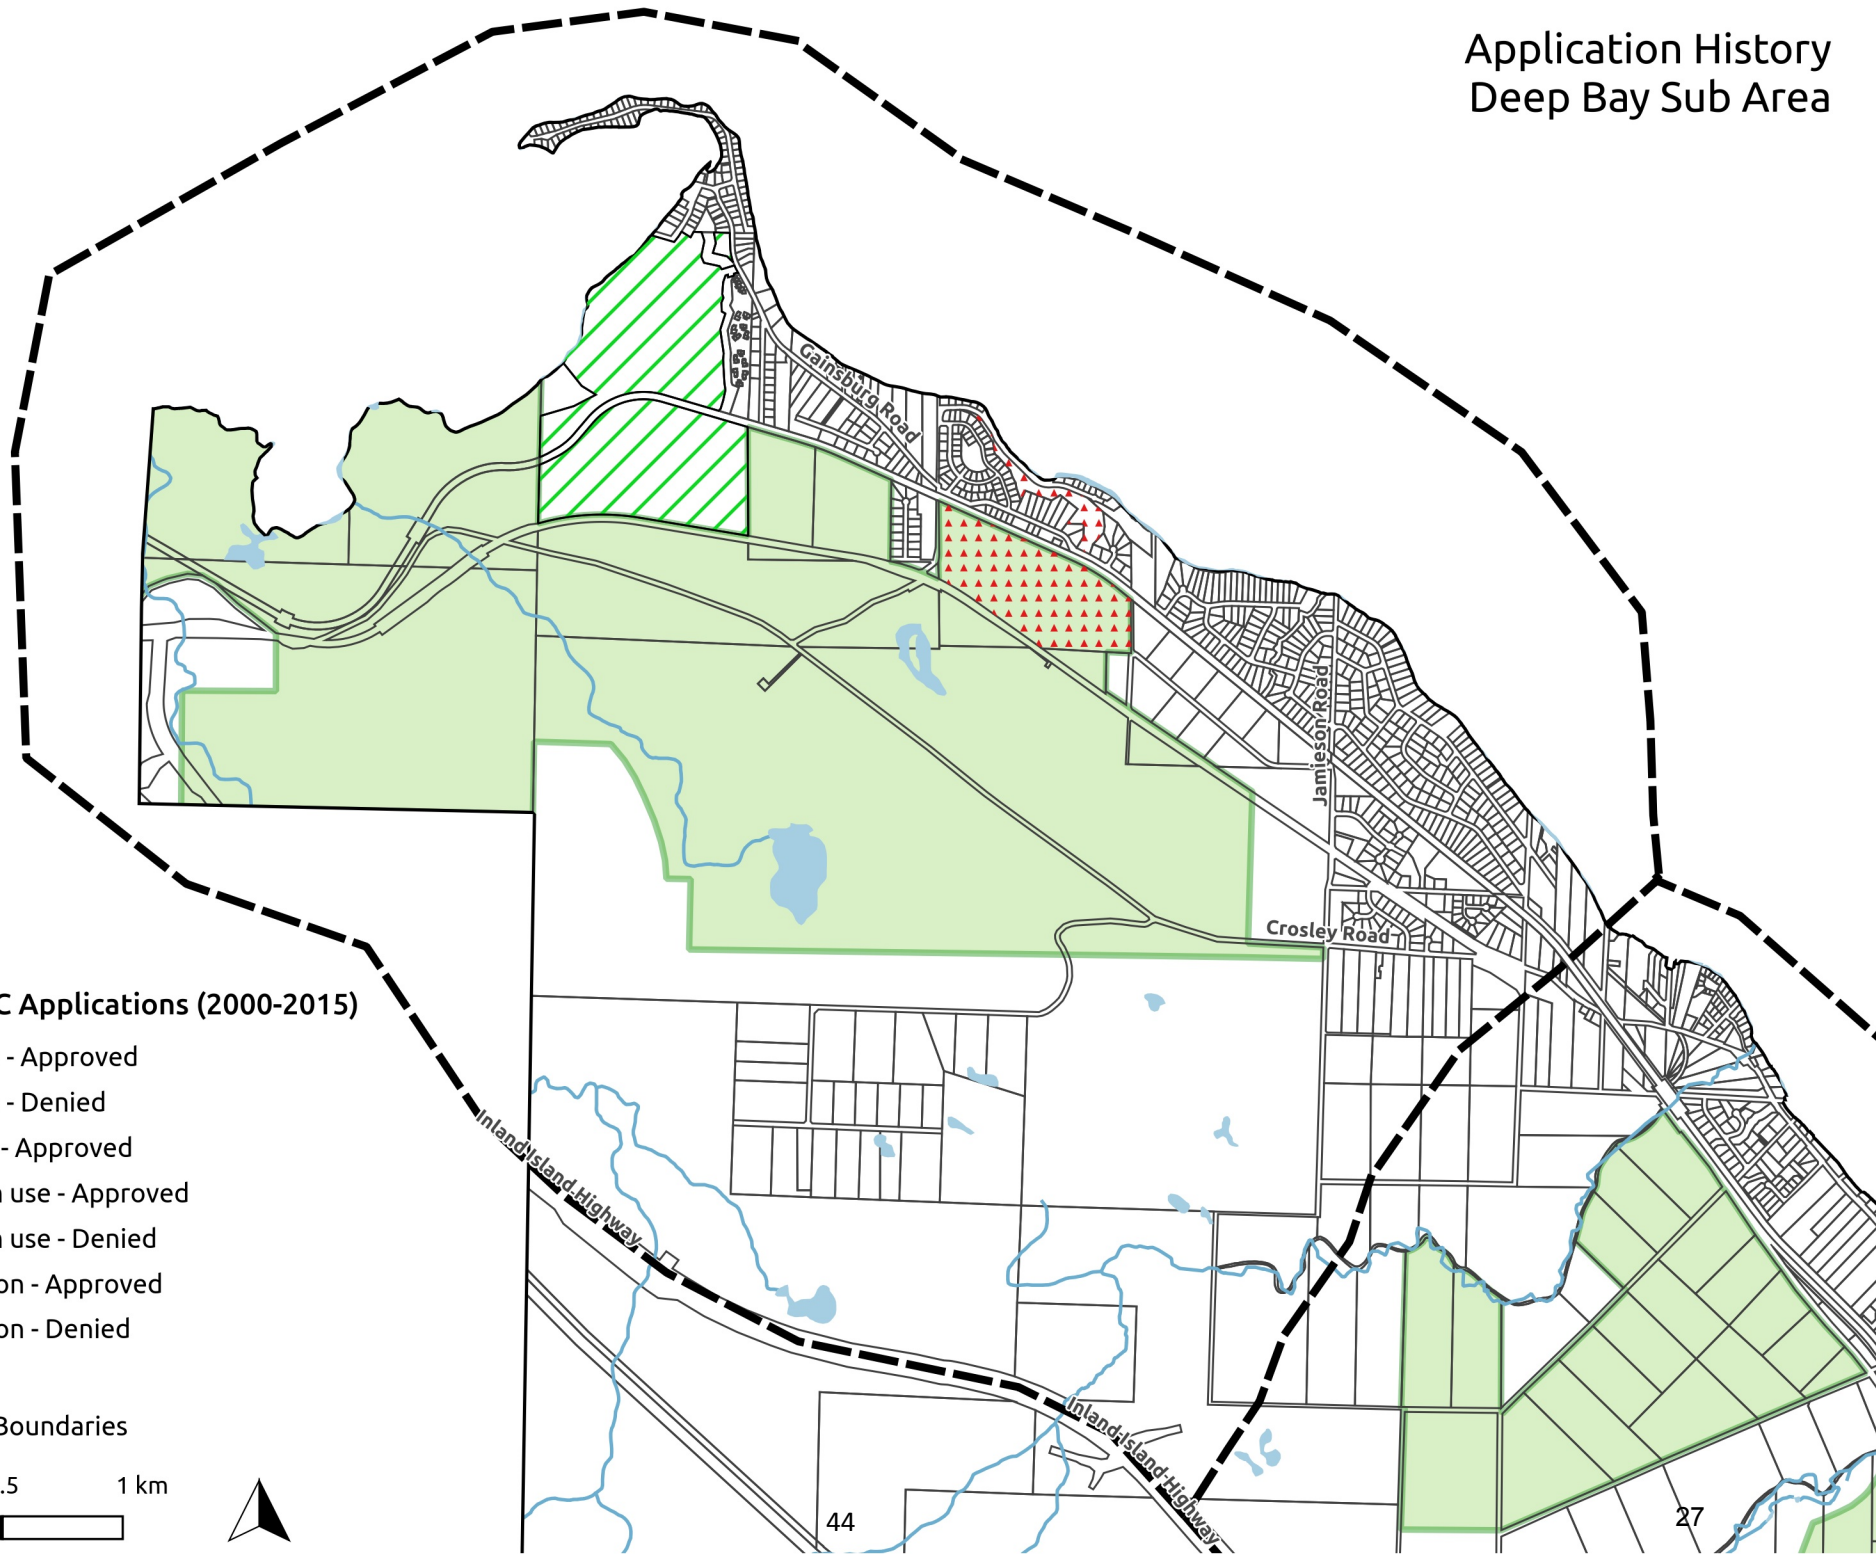 Application History
Deep Bay Sub Area
Gainsburg Road
Jamieson Road
Crosley Road
C Applications (2000-2015)
- Approved
- Denied
- Approved
use - Approved
use - Denied
on - Approved
on - Denied
Boundaries
.5 1 km
Inland Island Highway
Inland Island Highway
44
27